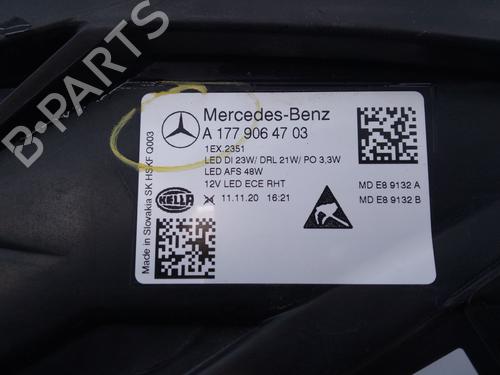 Mercedes-Benz
A 177 906 47 03
1EX.2351
LED DI 23W/ DRL 21W/ PO 3,3W
LED AFS 48W
12V LED ECE RHT
MD E8 9132 A
MD E8 9132 B
HELLA
11.11.20 16:21
Made in Slovakia SK HSKF Q003
B-PARTS